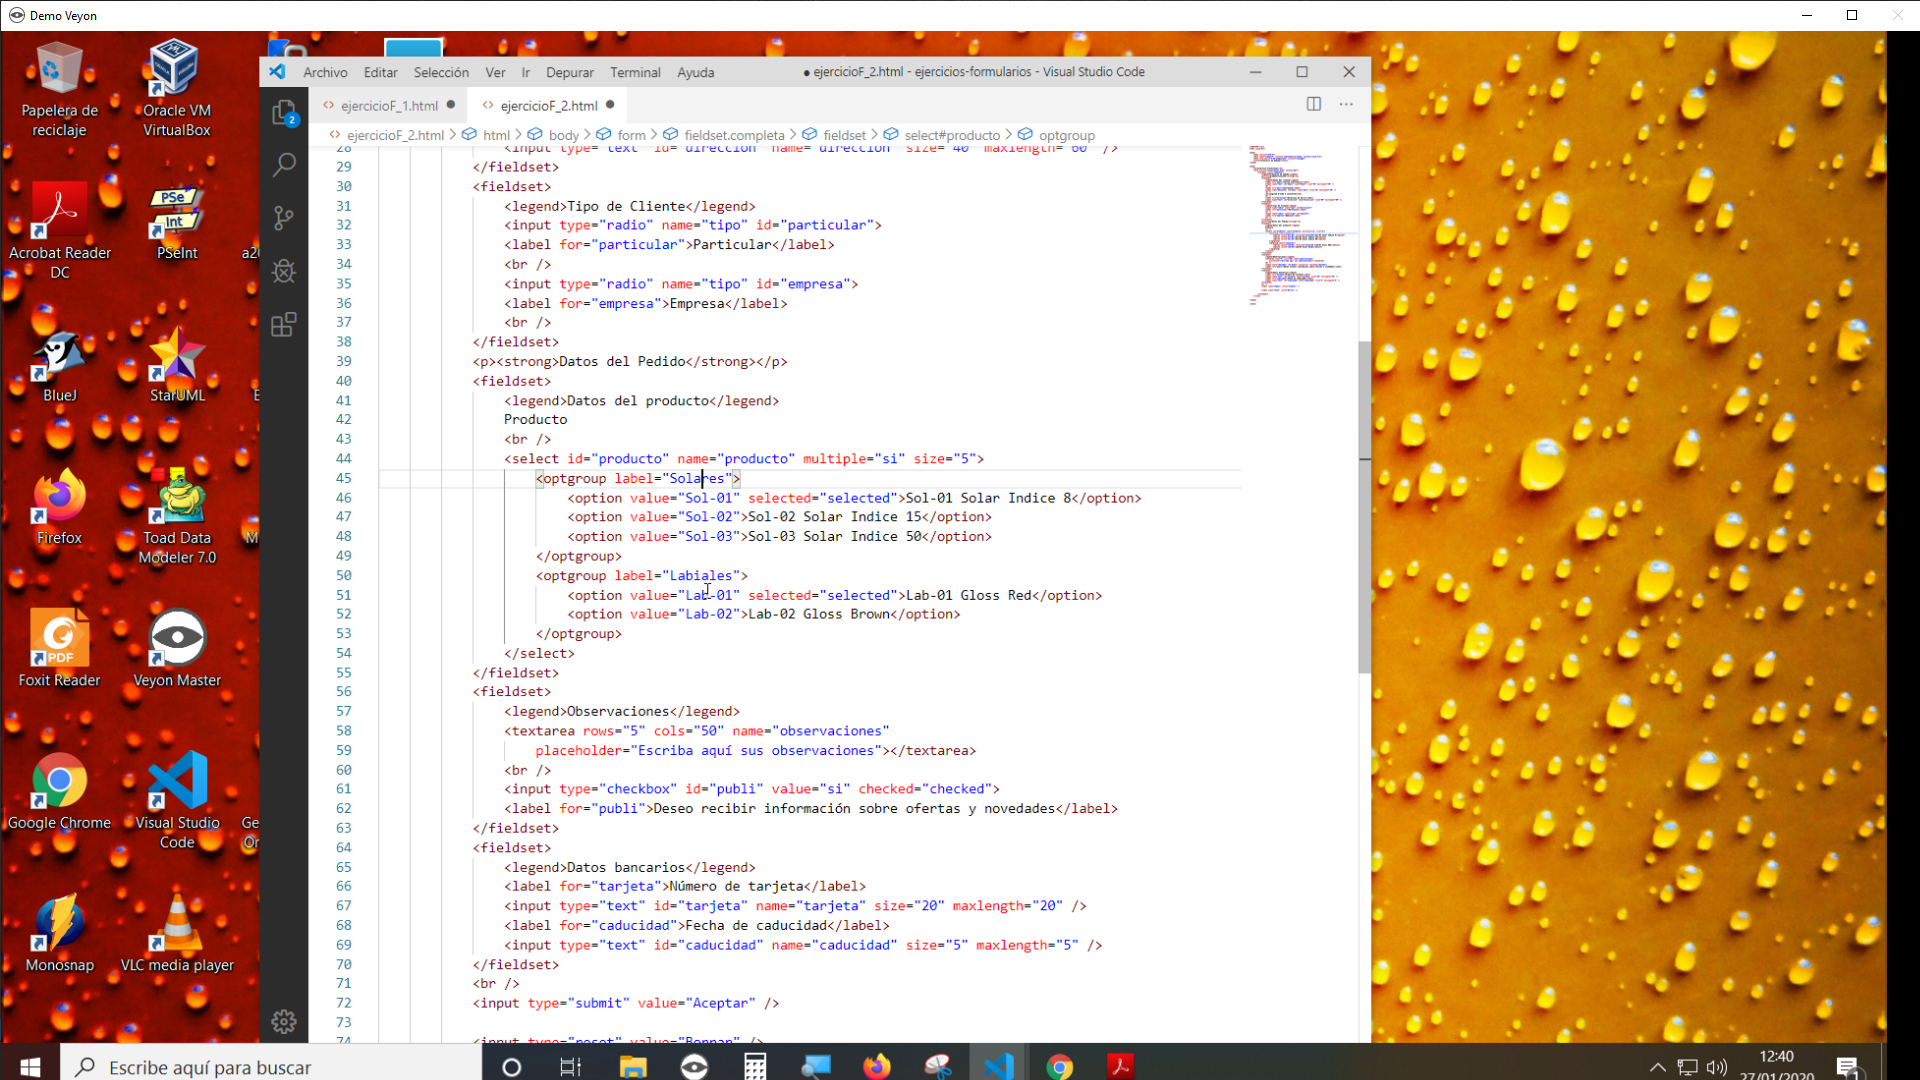 Demo Veyon
Archivo Editar Selección Ver Ir Depurar Terminal Ayuda
● ejercicioF_2.html - ejercicios-formularios - Visual Studio Code
ejercicioF_1.html ejercicioF_2.html
ejercicioF_2.html > html > body > form > fieldset.completa > fieldset > select#producto > optgroup
28 <input type="text" id="direccion" name="direccion" size="40" maxlength="60" />
29 </fieldset>
30 <fieldset>
31 <legend>Tipo de Cliente</legend>
32 <input type="radio" name="tipo" id="particular">
33 <label for="particular">Particular</label>
34 <br />
35 <input type="radio" name="tipo" id="empresa">
36 <label for="empresa">Empresa</label>
37 <br />
38 </fieldset>
39 <p><strong>Datos del Pedido</strong></p>
40 <fieldset>
41 <legend>Datos del producto</legend>
42 Producto
43 <br />
44 <select id="producto" name="producto" multiple="si" size="5">
45 <optgroup label="Solares">
46 <option value="Sol-01" selected="selected">Sol-01 Solar Indice 8</option>
47 <option value="Sol-02">Sol-02 Solar Indice 15</option>
48 <option value="Sol-03">Sol-03 Solar Indice 50</option>
49 </optgroup>
50 <optgroup label="Labiales">
51 <option value="Lab-01" selected="selected">Lab-01 Gloss Red</option>
52 <option value="Lab-02">Lab-02 Gloss Brown</option>
53 </optgroup>
54 </select>
55 </fieldset>
56 <fieldset>
57 <legend>Observaciones</legend>
58 <textarea rows="5" cols="50" name="observaciones"
59 placeholder="Escriba aquí sus observaciones"></textarea>
60 <br />
61 <input type="checkbox" id="publi" value="si" checked="checked">
62 <label for="publi">Deseo recibir información sobre ofertas y novedades</label>
63 </fieldset>
64 <fieldset>
65 <legend>Datos bancarios</legend>
66 <label for="tarjeta">Número de tarjeta</label>
67 <input type="text" id="tarjeta" name="tarjeta" size="20" maxlength="20" />
68 <label for="caducidad">Fecha de caducidad</label>
69 <input type="text" id="caducidad" name="caducidad" size="5" maxlength="5" />
70 </fieldset>
71 <br />
72 <input type="submit" value="Aceptar" />
73
74 <input type="reset" value="Borrar" />
2
Papelera de
reciclaje
Oracle VM
VirtualBox
Acrobat Reader
DC
PSe
Int
PSeInt
BlueJ
StarUML
Firefox
Toad Data
Modeler 7.0
PDF
Foxit Reader
Veyon Master
Google Chrome
Visual Studio
Code
Monosnap
VLC media player
Escribe aquí para buscar
12:40
27/01/2020
1